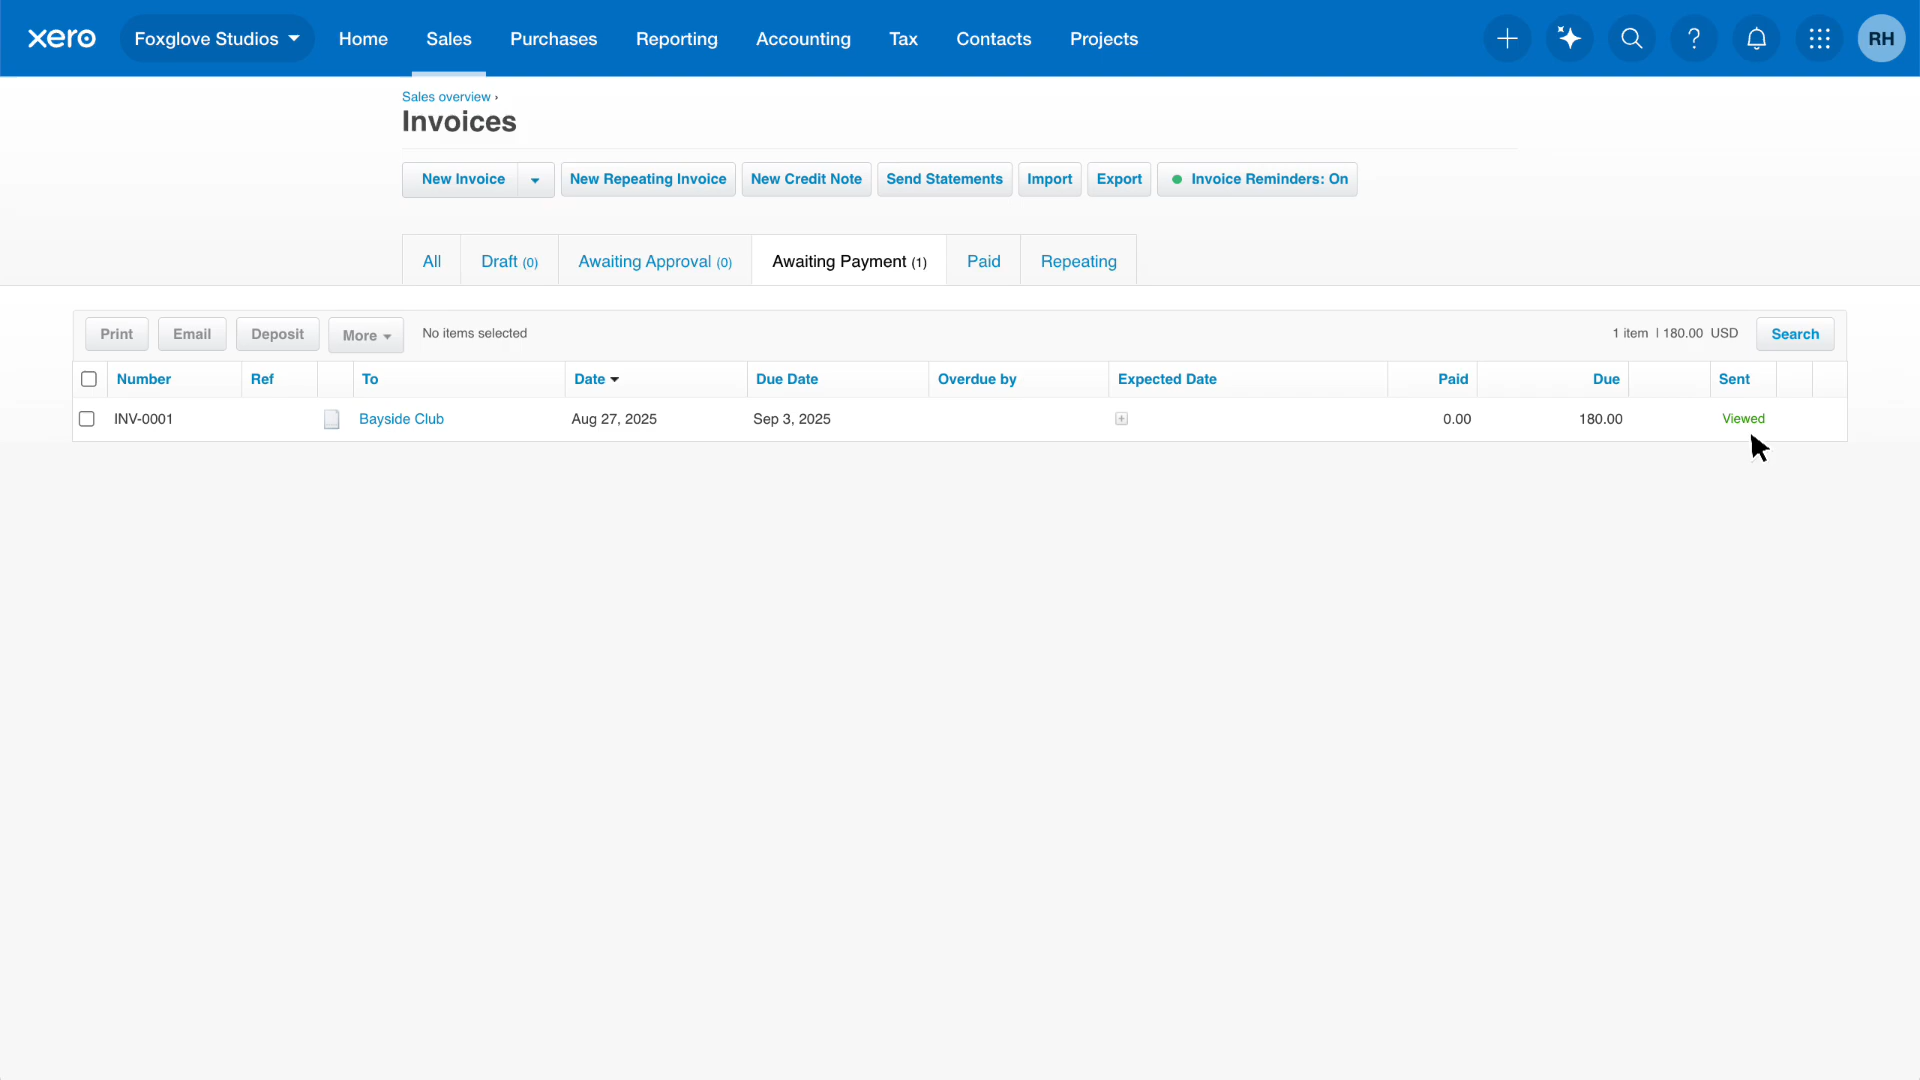 xero Foxglove Studios Home Sales Purchases Reporting Accounting Tax Contacts Projects RH
Sales overview ›
Invoices
New Invoice New Repeating Invoice New Credit Note Send Statements Import Export Invoice Reminders: On
All Draft (0) Awaiting Approval (0) Awaiting Payment (1) Paid Repeating
Print Email Deposit More No items selected 1 item | 180.00 USD Search
Number Ref To Date Due Date Overdue by Expected Date Paid Due Sent
INV-0001 Bayside Club Aug 27, 2025 Sep 3, 2025 0.00 180.00 Viewed